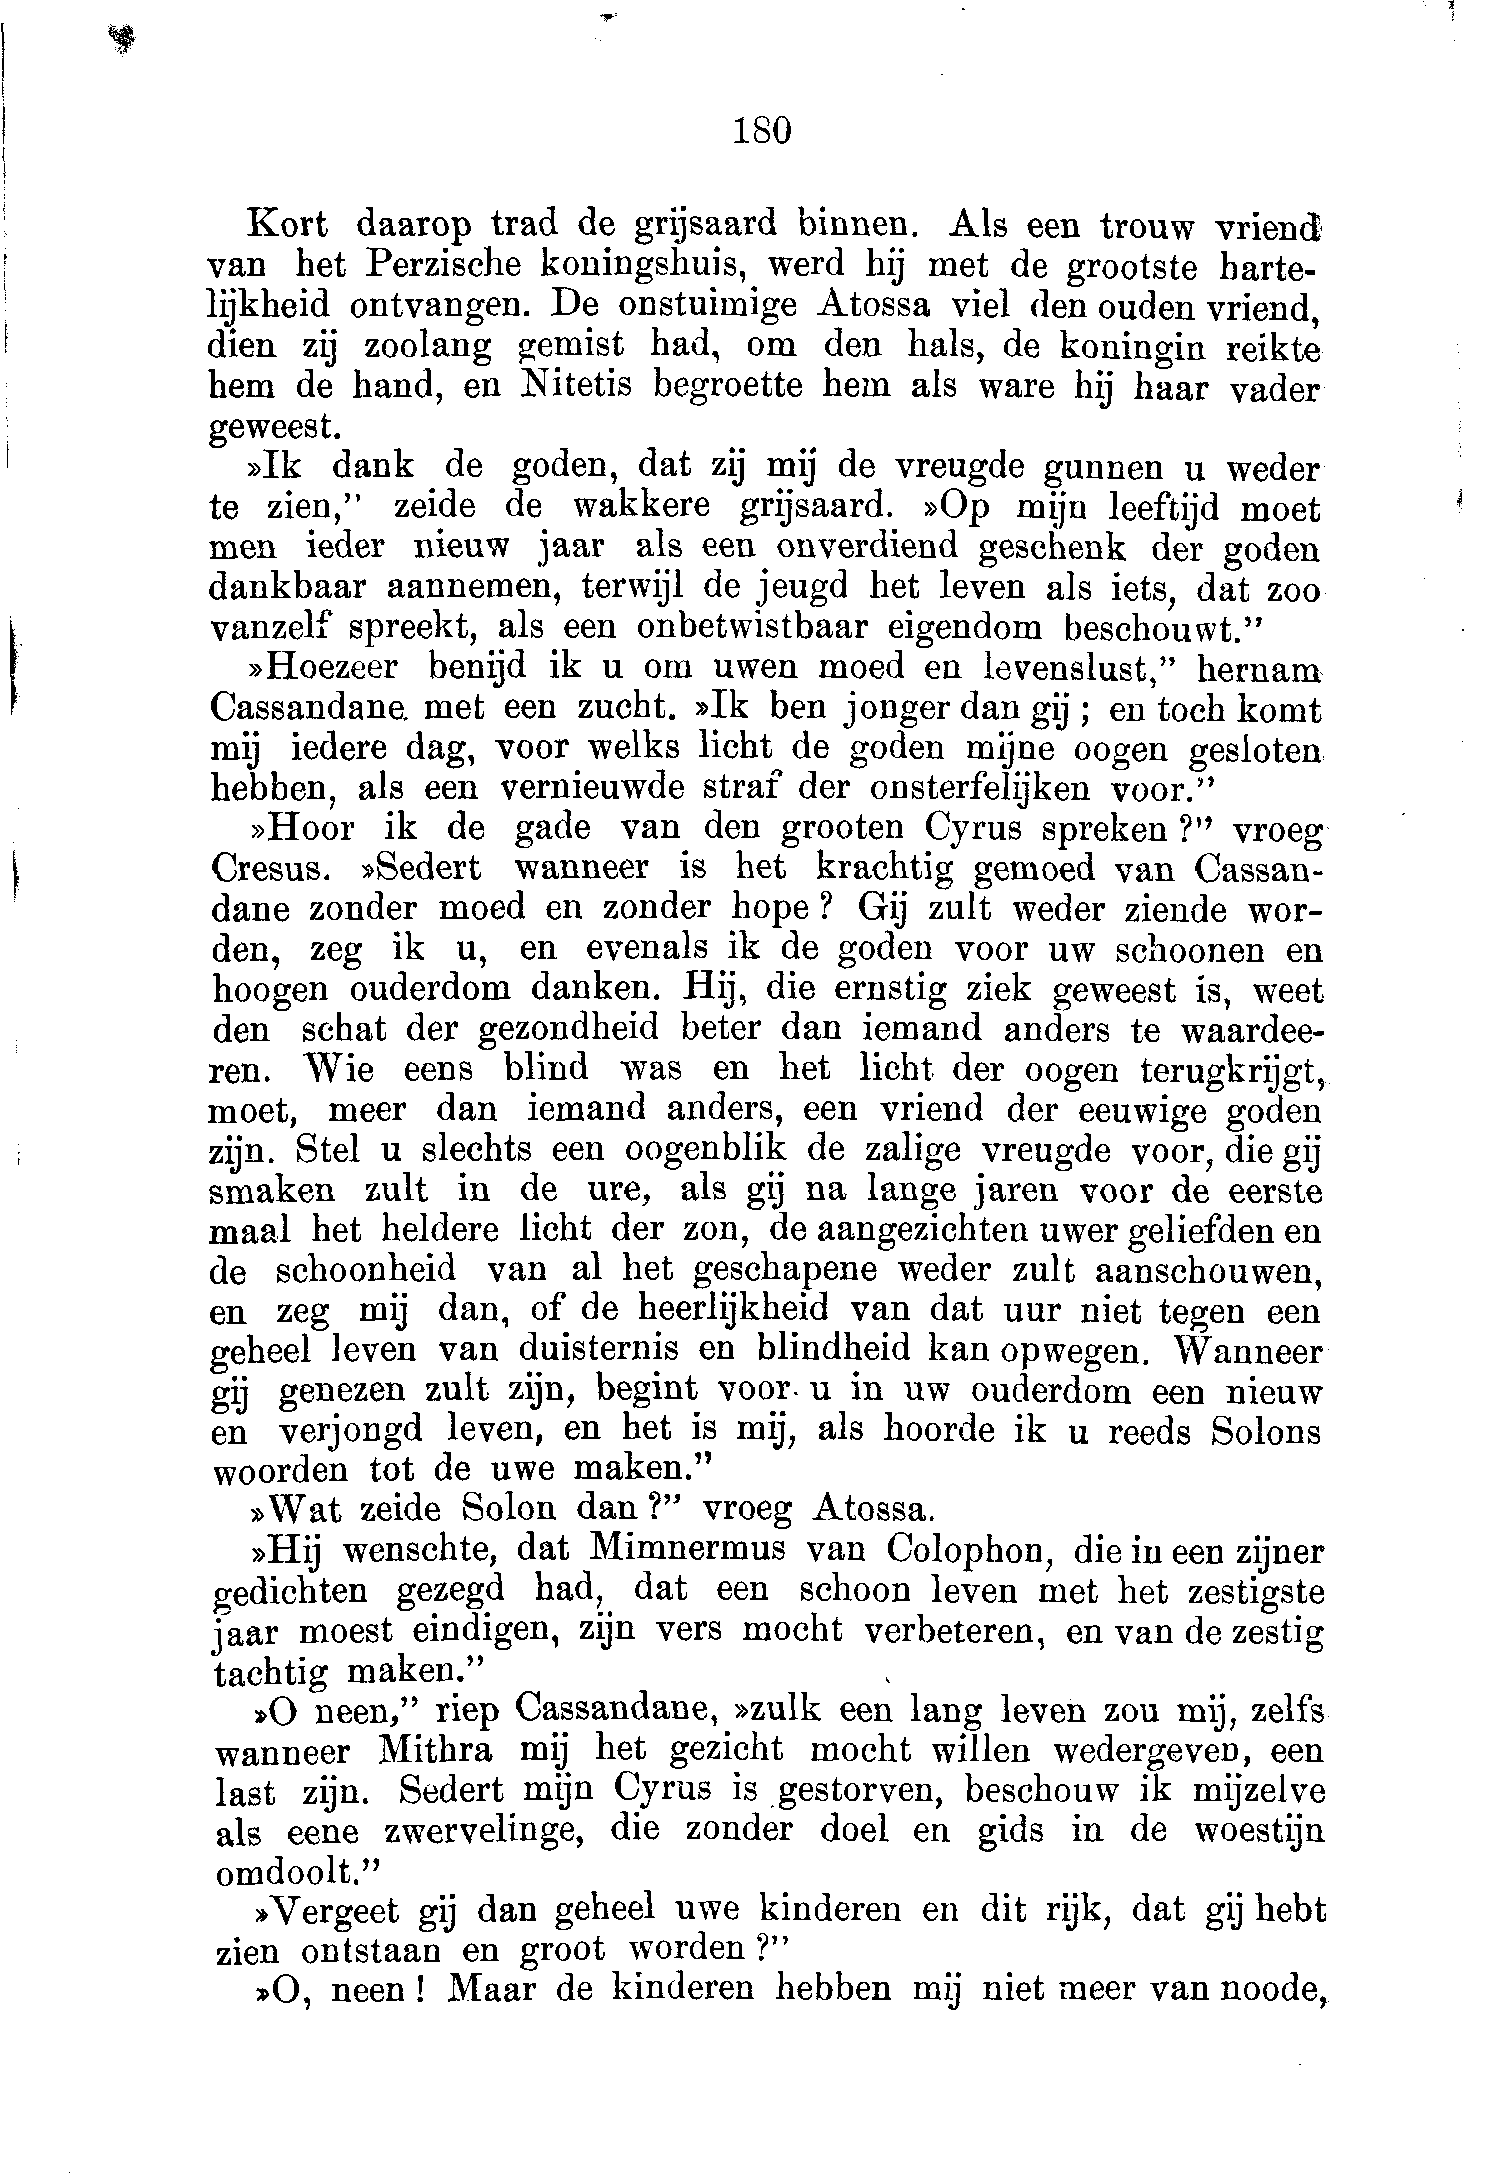 180
Kort daarop trad de grijsaard binnen. Als een trouw vriend
van het Perzische koningshuis, werd hij met de grootste harte-
lijkheid ontvangen. De onstuimige Atossa viel den ouden vriend,
dien zij zoolang gemist had, om den hals, de koningin reikte
hem de hand, en Nitetis begroette hem als ware hij haar vader
geweest.
»Ik dank de goden, dat zij mij de vreugde gunnen u weder
te zien,” zeide de wakkere grijsaard. »Op mijn leeftijd moet
men ieder nieuw jaar als een onverdiend geschenk der goden
dankbaar aannemen, terwijl de jeugd het leven als iets, dat zoo
vanzelf spreekt, als een onbetwistbaar eigendom beschouwt.”
»Hoezeer benijd ik u om uwen moed en levenslust,” hernam
Cassandane met een zucht. »Ik ben jonger dan gij ; en toch komt
mij iedere dag, voor welks licht de goden mijne oogen gesloten
hebben, als een vernieuwde straf der onsterfelijken voor.”
»Hoor ik de gade van den grooten Cyrus spreken ?” vroeg
Cresus. »Sedert wanneer is het krachtig gemoed van Cassan-
dane zonder moed en zonder hope ? Gij zult weder ziende wor-
den, zeg ik u, en evenals ik de goden voor uw schoonen en
hoogen ouderdom danken. Hij, die ernstig ziek geweest is, weet
den schat der gezondheid beter dan iemand anders te waardee-
ren. Wie eens blind was en het licht der oogen terugkrijgt,
moet, meer dan iemand anders, een vriend der eeuwige goden
zijn. Stel u slechts een oogenblik de zalige vreugde voor, die gij
smaken zult in de ure, als gij na lange jaren voor de eerste
maal het heldere licht der zon, de aangezichten uwer geliefden en
de schoonheid van al het geschapene weder zult aanschouwen,
en zeg mij dan, of de heerlijkheid van dat uur niet tegen een
geheel leven van duisternis en blindheid kan opwegen. Wanneer
gij genezen zult zijn, begint voor u in uw ouderdom een nieuw
en verjongd leven, en het is mij, als hoorde ik u reeds Solons
woorden tot de uwe maken.”
»Wat zeide Solon dan ?” vroeg Atossa.
»Hij wenschte, dat Mimnermus van Colophon, die in een zijner
gedichten gezegd had, dat een schoon leven met het zestigste
jaar moest eindigen, zijn vers mocht verbeteren, en van de zestig
tachtig maken.”
»O neen,” riep Cassandane, »zulk een lang leven zou mij, zelfs
wanneer Mithra mij het gezicht mocht willen wedergeven, een
last zijn. Sedert mijn Cyrus is gestorven, beschouw ik mijzelve
als eene zwervelinge, die zonder doel en gids in de woestijn
omdoolt.”
»Vergeet gij dan geheel uwe kinderen en dit rijk, dat gij hebt
zien ontstaan en groot worden ?”
»O, neen ! Maar de kinderen hebben mij niet meer van noode,